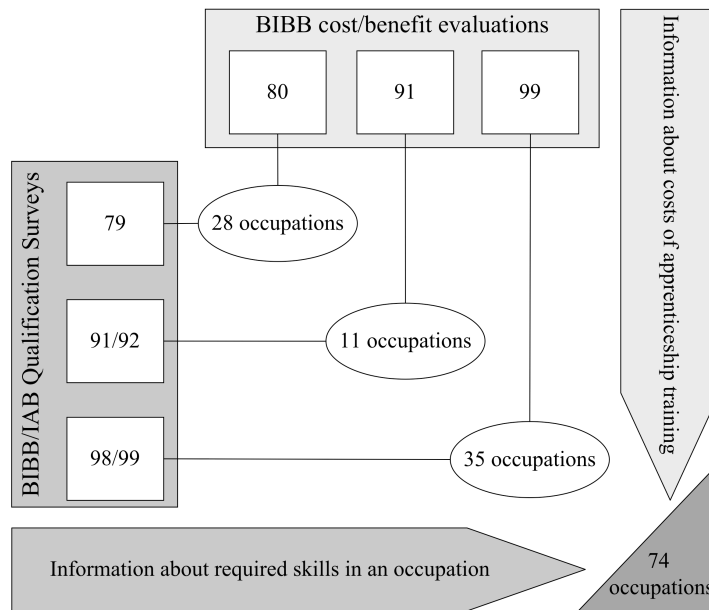 BIBB cost/benefit evaluations
80
91
99
Information about costs of apprenticeship training
BIBB/IAB Qualification Surveys
79
28 occupations
91/92
11 occupations
98/99
35 occupations
Information about required skills in an occupation
74
occupations